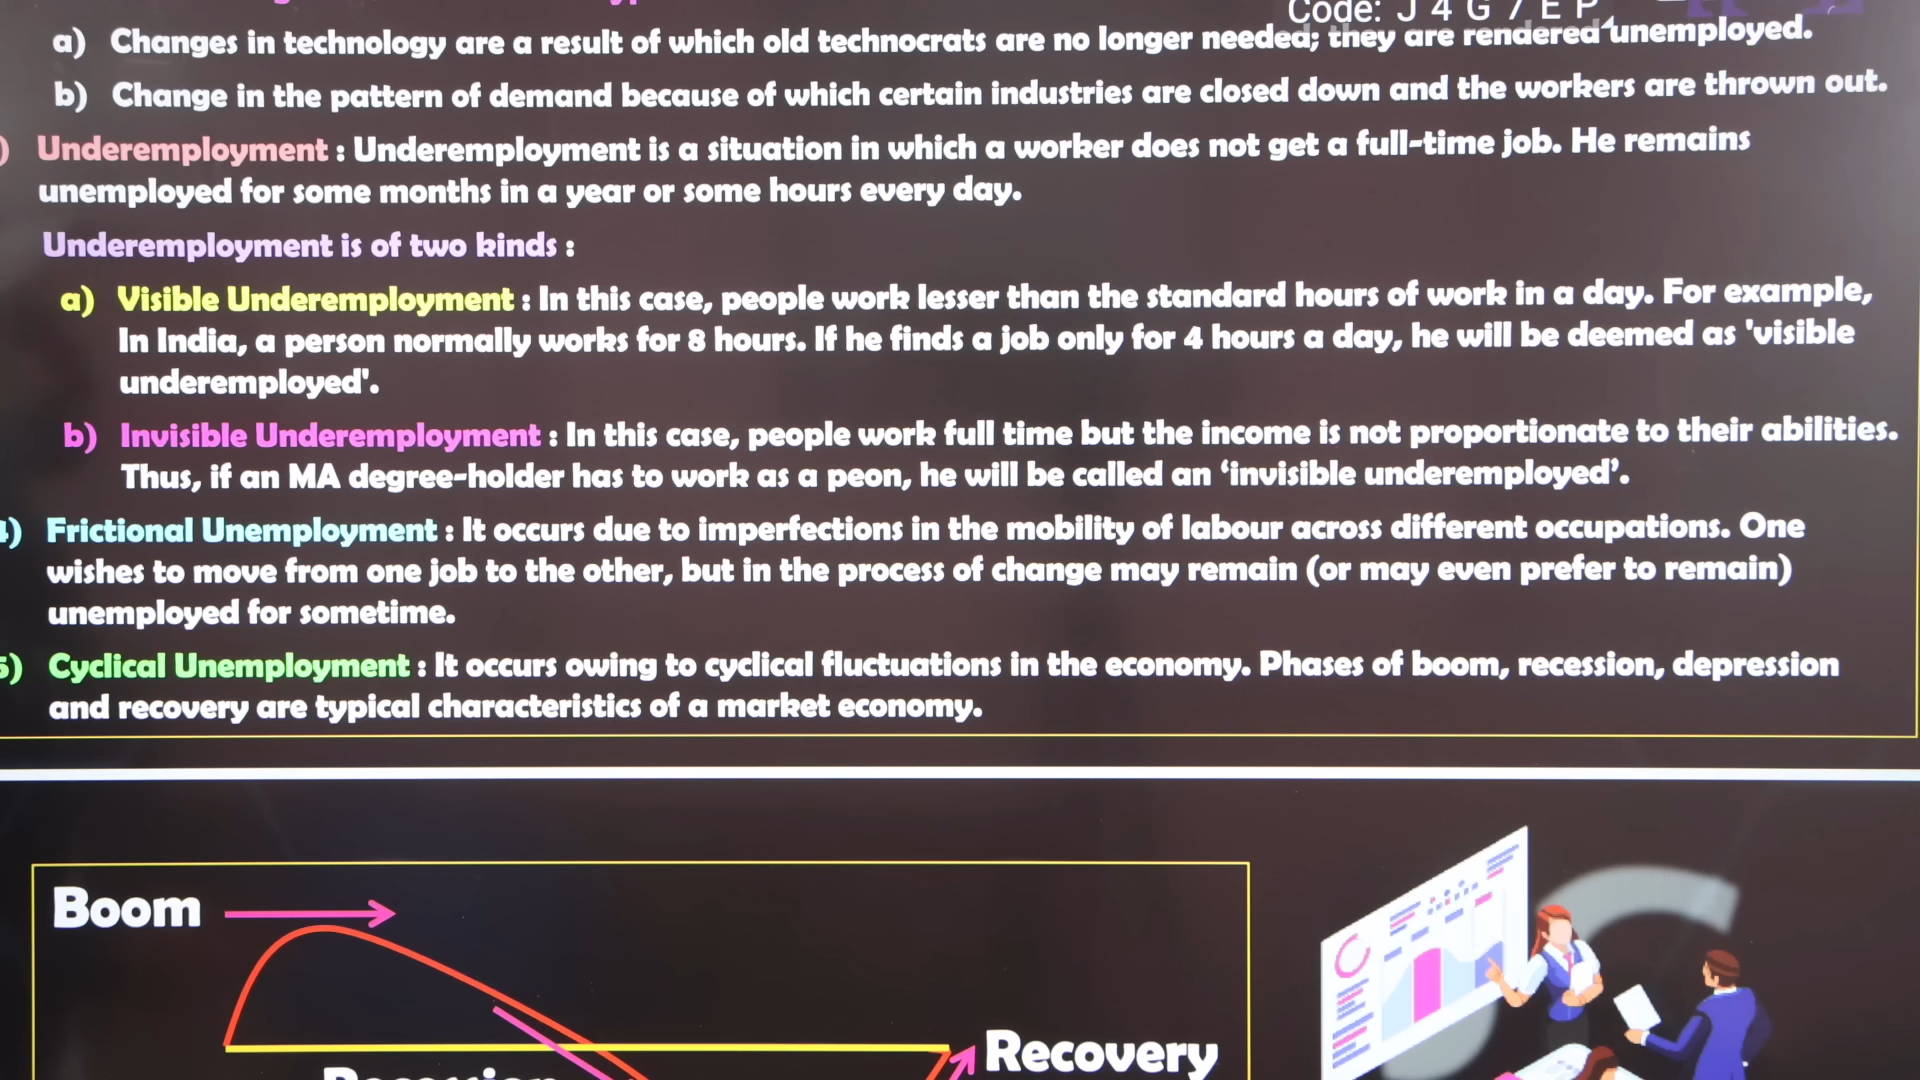 Code: J 4 G 7 E P
a) Changes in technology are a result of which old technocrats are no longer needed; they are rendered unemployed.
b) Change in the pattern of demand because of which certain industries are closed down and the workers are thrown out.
) Underemployment : Underemployment is a situation in which a worker does not get a full-time job. He remains
unemployed for some months in a year or some hours every day.
Underemployment is of two kinds :
a) Visible Underemployment : In this case, people work lesser than the standard hours of work in a day. For example,
In India, a person normally works for 8 hours. If he finds a job only for 4 hours a day, he will be deemed as 'visible
underemployed'.
b) Invisible Underemployment : In this case, people work full time but the income is not proportionate to their abilities.
Thus, if an MA degree-holder has to work as a peon, he will be called an ‘invisible underemployed’.
4) Frictional Unemployment : It occurs due to imperfections in the mobility of labour across different occupations. One
wishes to move from one job to the other, but in the process of change may remain (or may even prefer to remain)
unemployed for sometime.
5) Cyclical Unemployment : It occurs owing to cyclical fluctuations in the economy. Phases of boom, recession, depression
and recovery are typical characteristics of a market economy.
Boom
Recovery
Recession